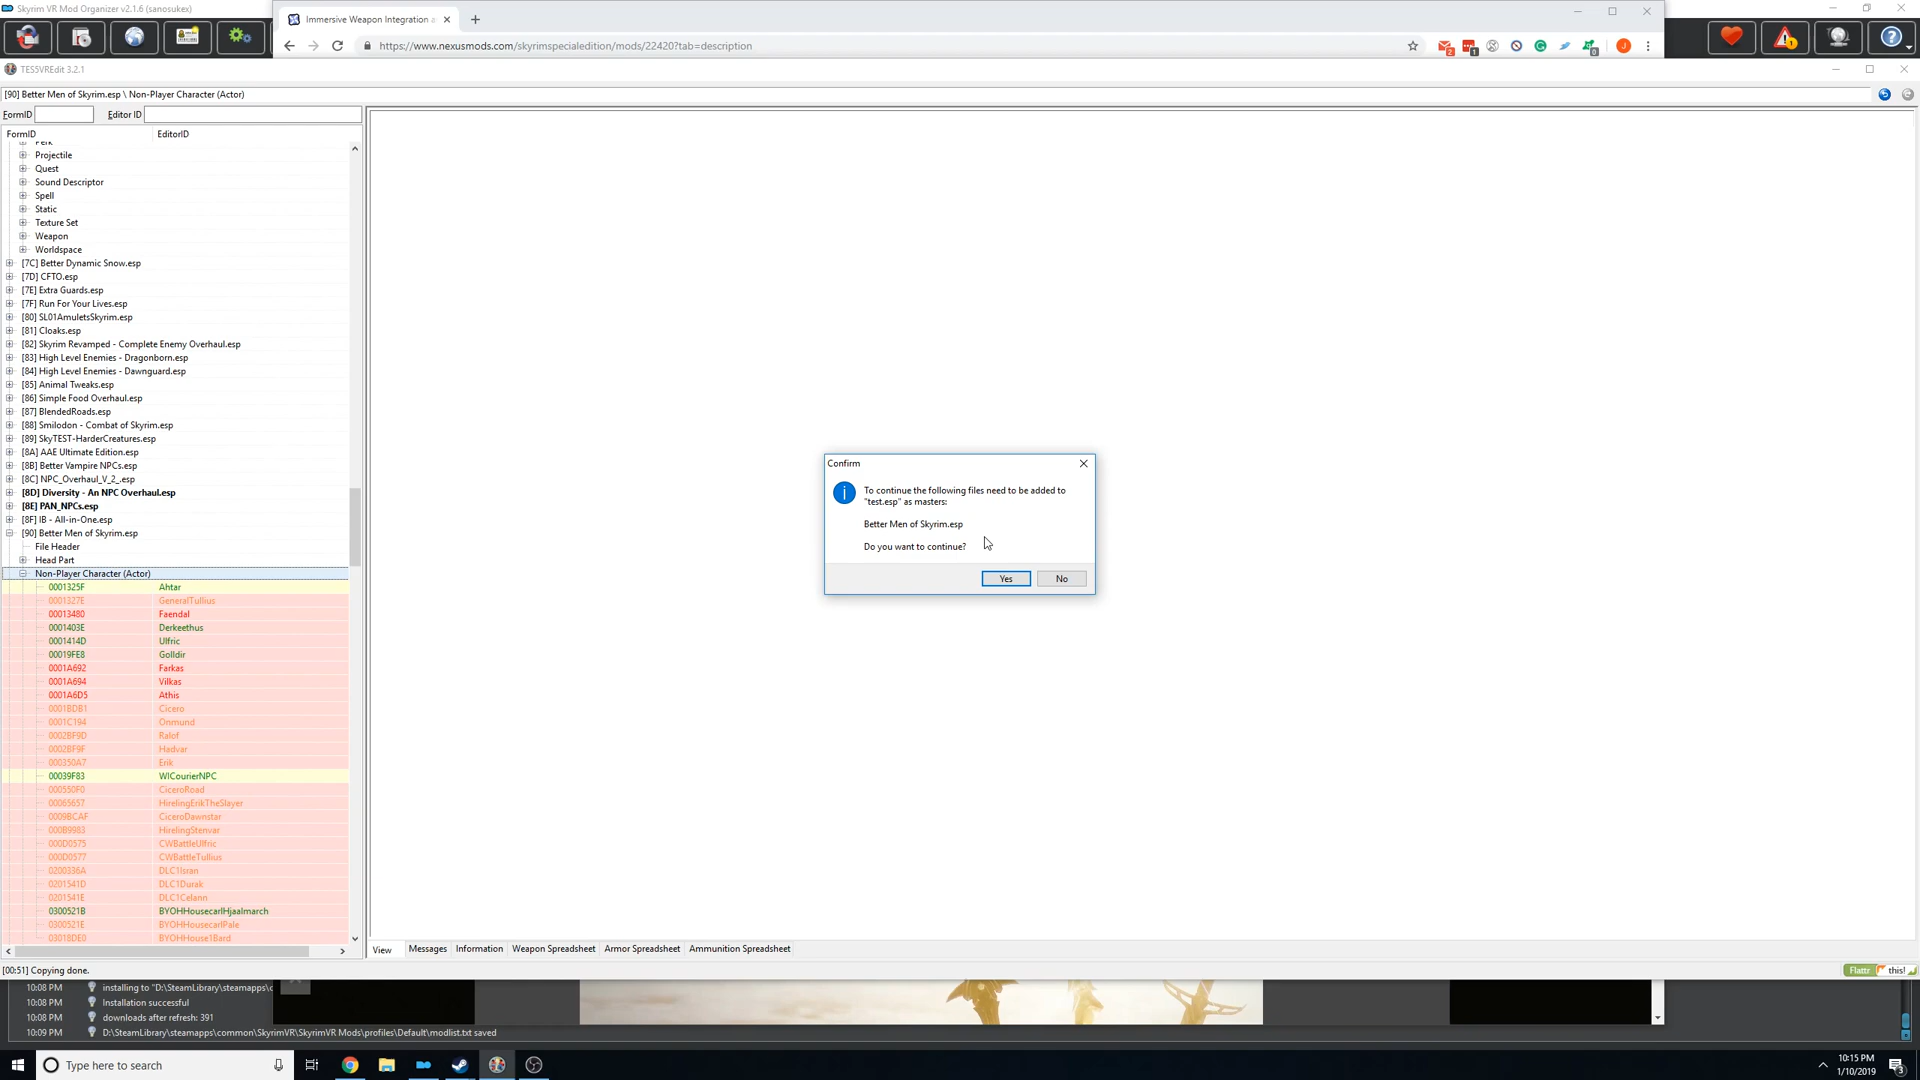 Skyrim VR Mod Organizer v2.1.6 (sanosukex)
Immersive Weapon Integration a
https://www.nexusmods.com/skyrimspecialedition/mods/22420?tab=description
TES5VREdit 3.2.1
[90] Better Men of Skyrim.esp \ Non-Player Character (Actor)
FormID
Editor ID
FormID EditorID
Perk
Projectile
Quest
Sound Descriptor
Spell
Static
Texture Set
Weapon
Worldspace
[7C] Better Dynamic Snow.esp
[7D] CFTO.esp
[7E] Extra Guards.esp
[7F] Run For Your Lives.esp
[80] SL01AmuletsSkyrim.esp
[81] Cloaks.esp
[82] Skyrim Revamped - Complete Enemy Overhaul.esp
[83] High Level Enemies - Dragonborn.esp
[84] High Level Enemies - Dawnguard.esp
[85] Animal Tweaks.esp
[86] Simple Food Overhaul.esp
[87] BlendedRoads.esp
[88] Smilodon - Combat of Skyrim.esp
[89] SkyTEST-HarderCreatures.esp
[8A] AAE Ultimate Edition.esp
[8B] Better Vampire NPCs.esp
[8C] NPC_Overhaul_V_2_.esp
[8D] Diversity - An NPC Overhaul.esp
[8E] PAN_NPCs.esp
[8F] IB - All-in-One.esp
[90] Better Men of Skyrim.esp
File Header
Head Part
Non-Player Character (Actor)
0001325F Ahtar
0001327E GeneralTullius
00013480 Faendal
0001403E Derkeethus
0001414D Ulfric
00019FE8 Golldir
0001A692 Farkas
0001A694 Vilkas
0001A6D5 Athis
0001BDB1 Cicero
0001C194 Onmund
0002BF9D Ralof
0002BF9F Hadvar
000350A7 Erik
00039F83 WICourierNPC
000550F0 CiceroRoad
00065657 HirelingErikTheSlayer
0009BCAF CiceroDawnstar
000B9983 HirelingStenvar
000D0575 CWBattleUlfric
000D0577 CWBattleTullius
0200336A DLC1Isran
0201541D DLC1Durak
0201541E DLC1Celann
0300521B BYOHHousecarlHjaalmarch
0300521E BYOHHousecarlPale
03018DE0 BYOHHouse1Bard
Confirm
To continue the following files need to be added to
"test.esp" as masters:
Better Men of Skyrim.esp
Do you want to continue?
Yes No
View Messages Information Weapon Spreadsheet Armor Spreadsheet Ammunition Spreadsheet
[00:51] Copying done.
Flattr this!
10:08 PM installing to "D:\SteamLibrary\steamapps\c
10:08 PM Installation successful
10:08 PM downloads after refresh: 391
10:09 PM D:\SteamLibrary\steamapps\common\SkyrimVR\SkyrimVR Mods\profiles\Default\modlist.txt saved
Type here to search
10:15 PM
1/10/2019